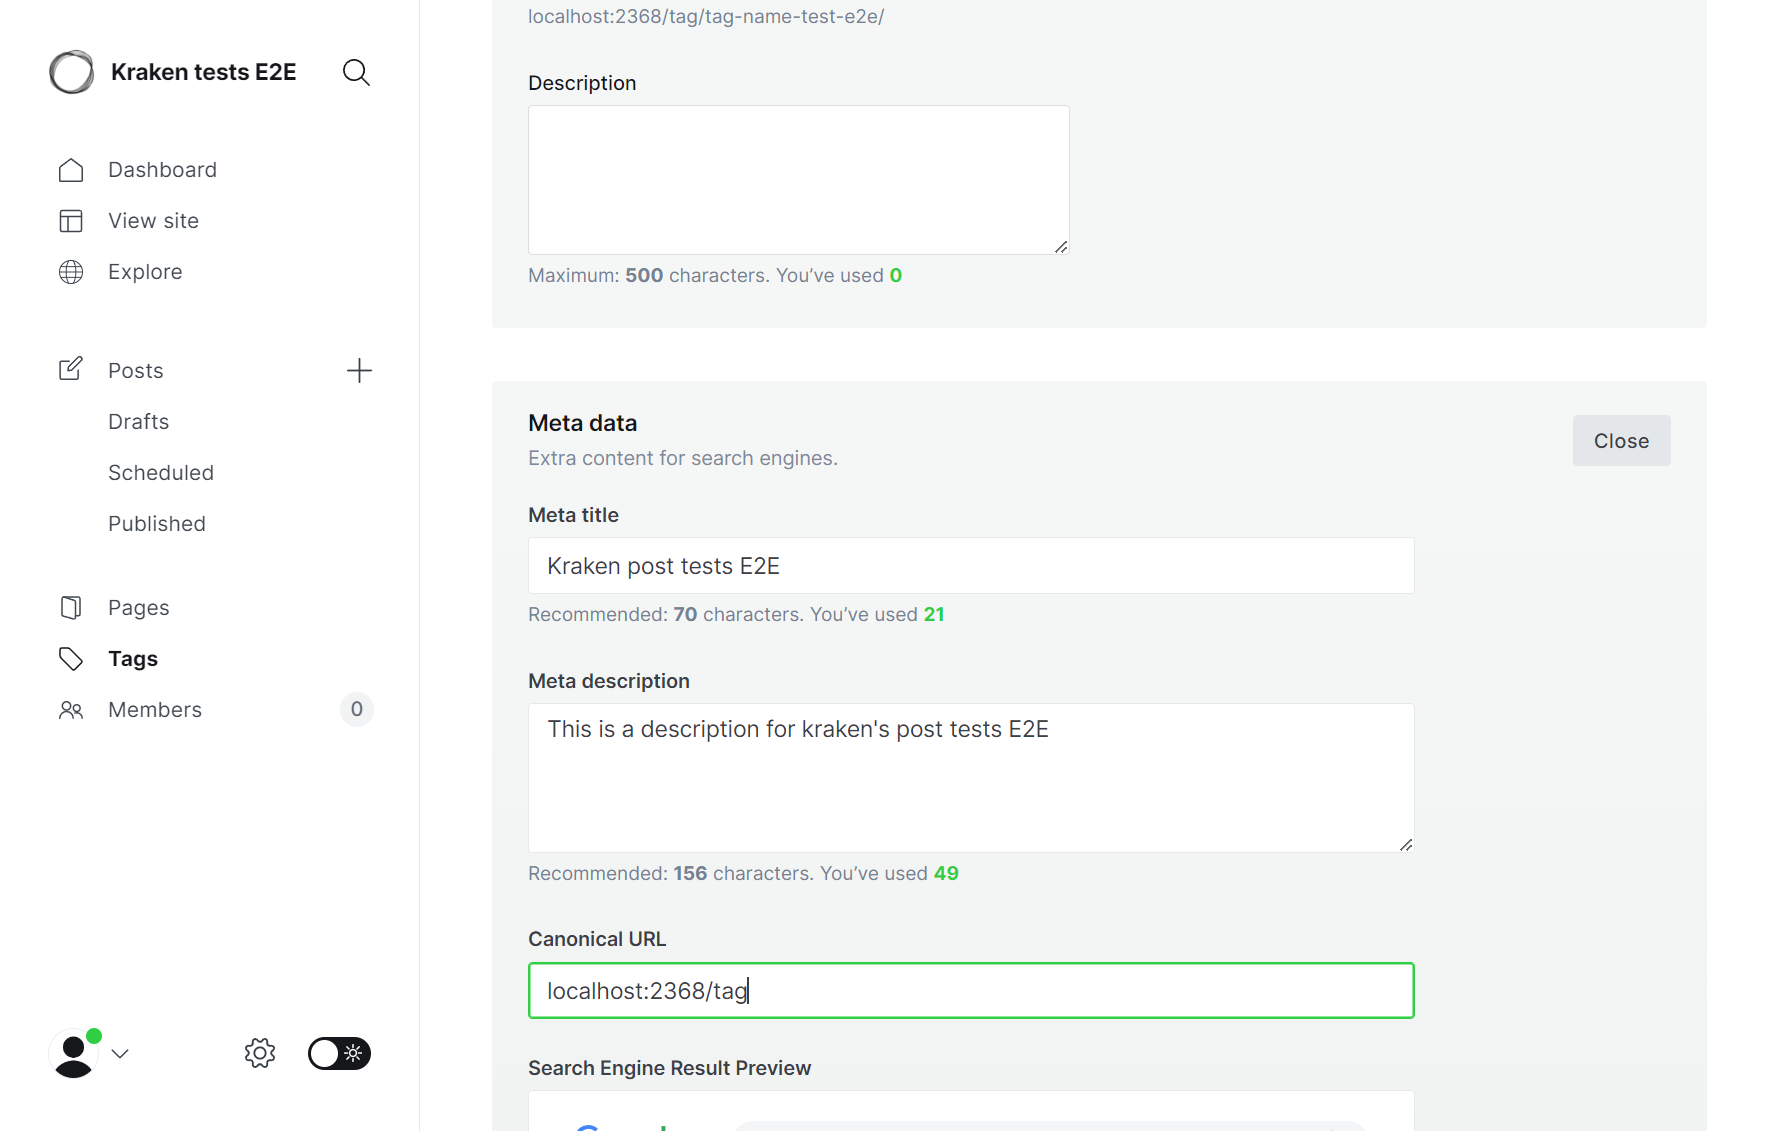 Kraken tests E2E
Dashboard
View site
Explore
Posts
Drafts
Scheduled
Published
Pages
Tags
Members
0
localhost:2368/tag/tag-name-test-e2e/
Description
Maximum: 500 characters. You’ve used 0
Meta data
Extra content for search engines.
Close
Meta title
Kraken post tests E2E
Recommended: 70 characters. You’ve used 21
Meta description
This is a description for kraken's post tests E2E
Recommended: 156 characters. You’ve used 49
Canonical URL
localhost:2368/tag
Search Engine Result Preview